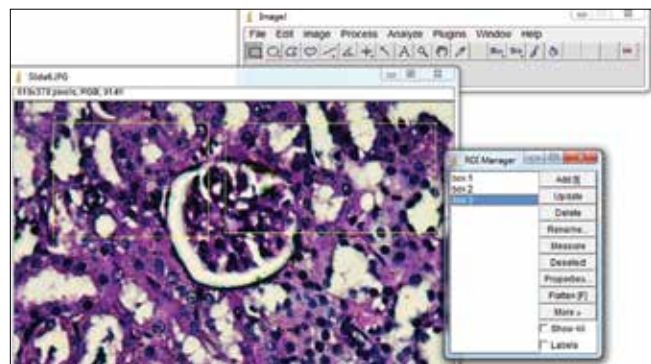 ImageJ
File Edit Image Process Analyze Plugins Window Help
Slide6.JPG
RGB
ROI Manager
box 1
box 2
box 3
Add [t]
Update
Delete
Rename...
Measure
Deselect
Properties...
Flatten [F]
More »
Show All
Labels